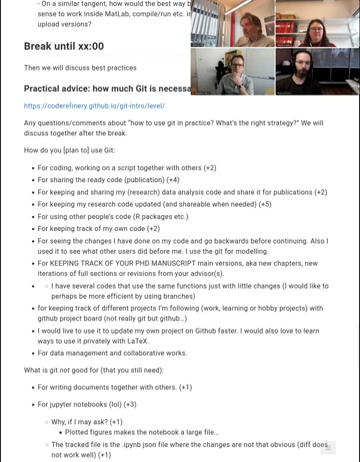 - On a similar tangent, how would the best way b
sense to work inside MatLab, compile/run etc. is
upload versions?
Break until xx:00
Then we will discuss best practices
Practical advice: how much Git is necessa
https://coderefinery.github.io/git-intro/level/
Any questions/comments about "how to use git in practice? What's the right strategy?" We will
discuss together after the break.
How do you [plan to] use Git:
• For coding, working on a script together with others (+2)
• For sharing the ready code (publication) (+4)
• For keeping and sharing my (research) data analysis code and share it for publications (+2)
• For keeping my research code updated (and shareable when needed) (+5)
• For using other people's code (R packages etc.)
• For keeping track of my own code (+2)
• For seeing the changes I have done on my code and go backwards before continuing. Also I
used it to see what other users did before me. I use the git for modelling.
• For KEEPING TRACK OF YOUR PHD MANUSCRIPT main versions, aka new chapters, new
iterations of full sections or revisions from your advisor(s).
• ◦ I have several codes that use the same functions just with little changes (I would like to
perhaps be more efficient by using branches)
• for keeping track of different projects I'm following (work, learning or hobby projects) with
github project board (not really git but github..)
• I would live to use it to update my own project on Github faster. I would also love to learn
ways to use it privately with LaTeX.
• For data management and collaborative works.
What is git not good for (that you still need):
• For writing documents together with others. (+1)
• For jupyter notebooks (lol) (+3)
◦ Why, if I may ask? (+1)
▪ Plotted figures makes the notebook a large file...
◦ The tracked file is the .ipynb json file where the changes are not that obvious (diff does
not work well) (+1)